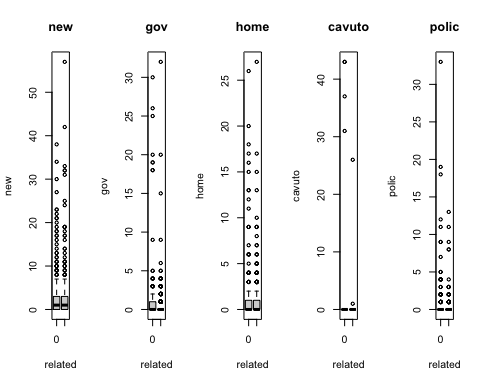 new gov home cavuto polic
new
0 10 20 30 40 50
gov
0 5 10 15 20 25 30
home
0 5 10 15 20 25
cavuto
0 10 20 30 40
polic
0 5 10 15 20 25 30
0 0 0 0 0
related related related related related